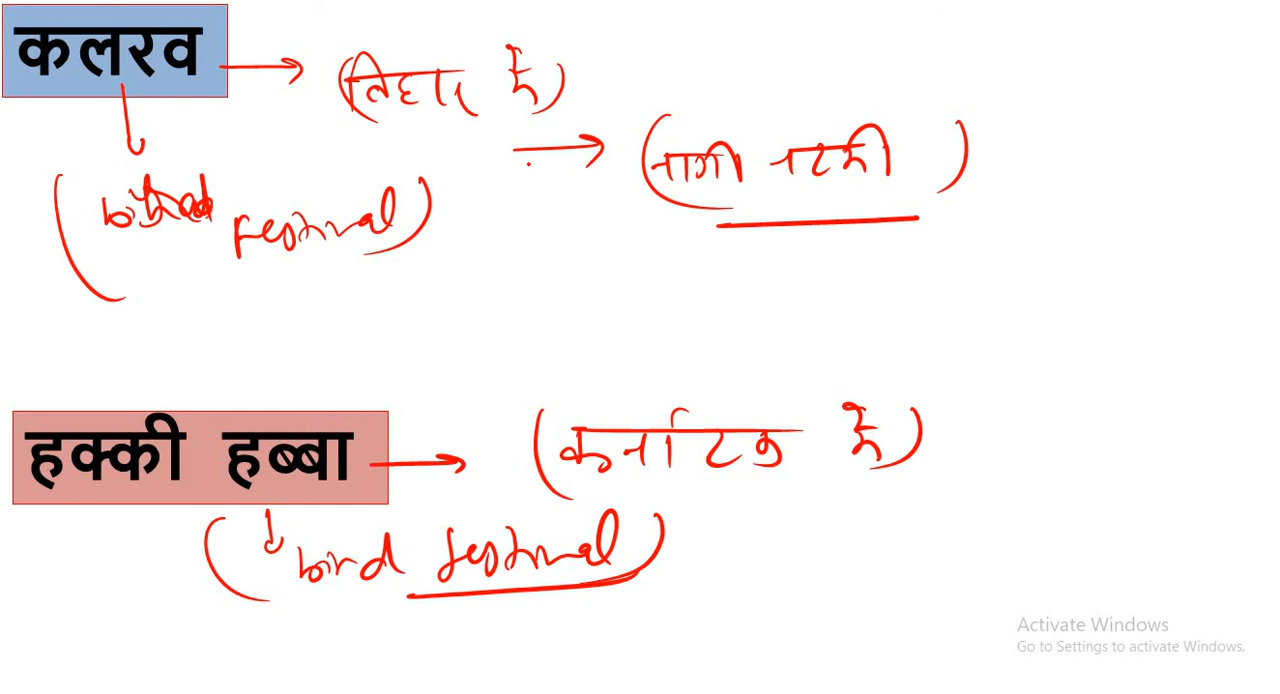 कलरव
(बिहार में)
(नागी नकटी)
(bird festival)
हक्की हब्बा
(कर्नाटक में)
(bird festival)
Activate Windows
Go to Settings to activate Windows.